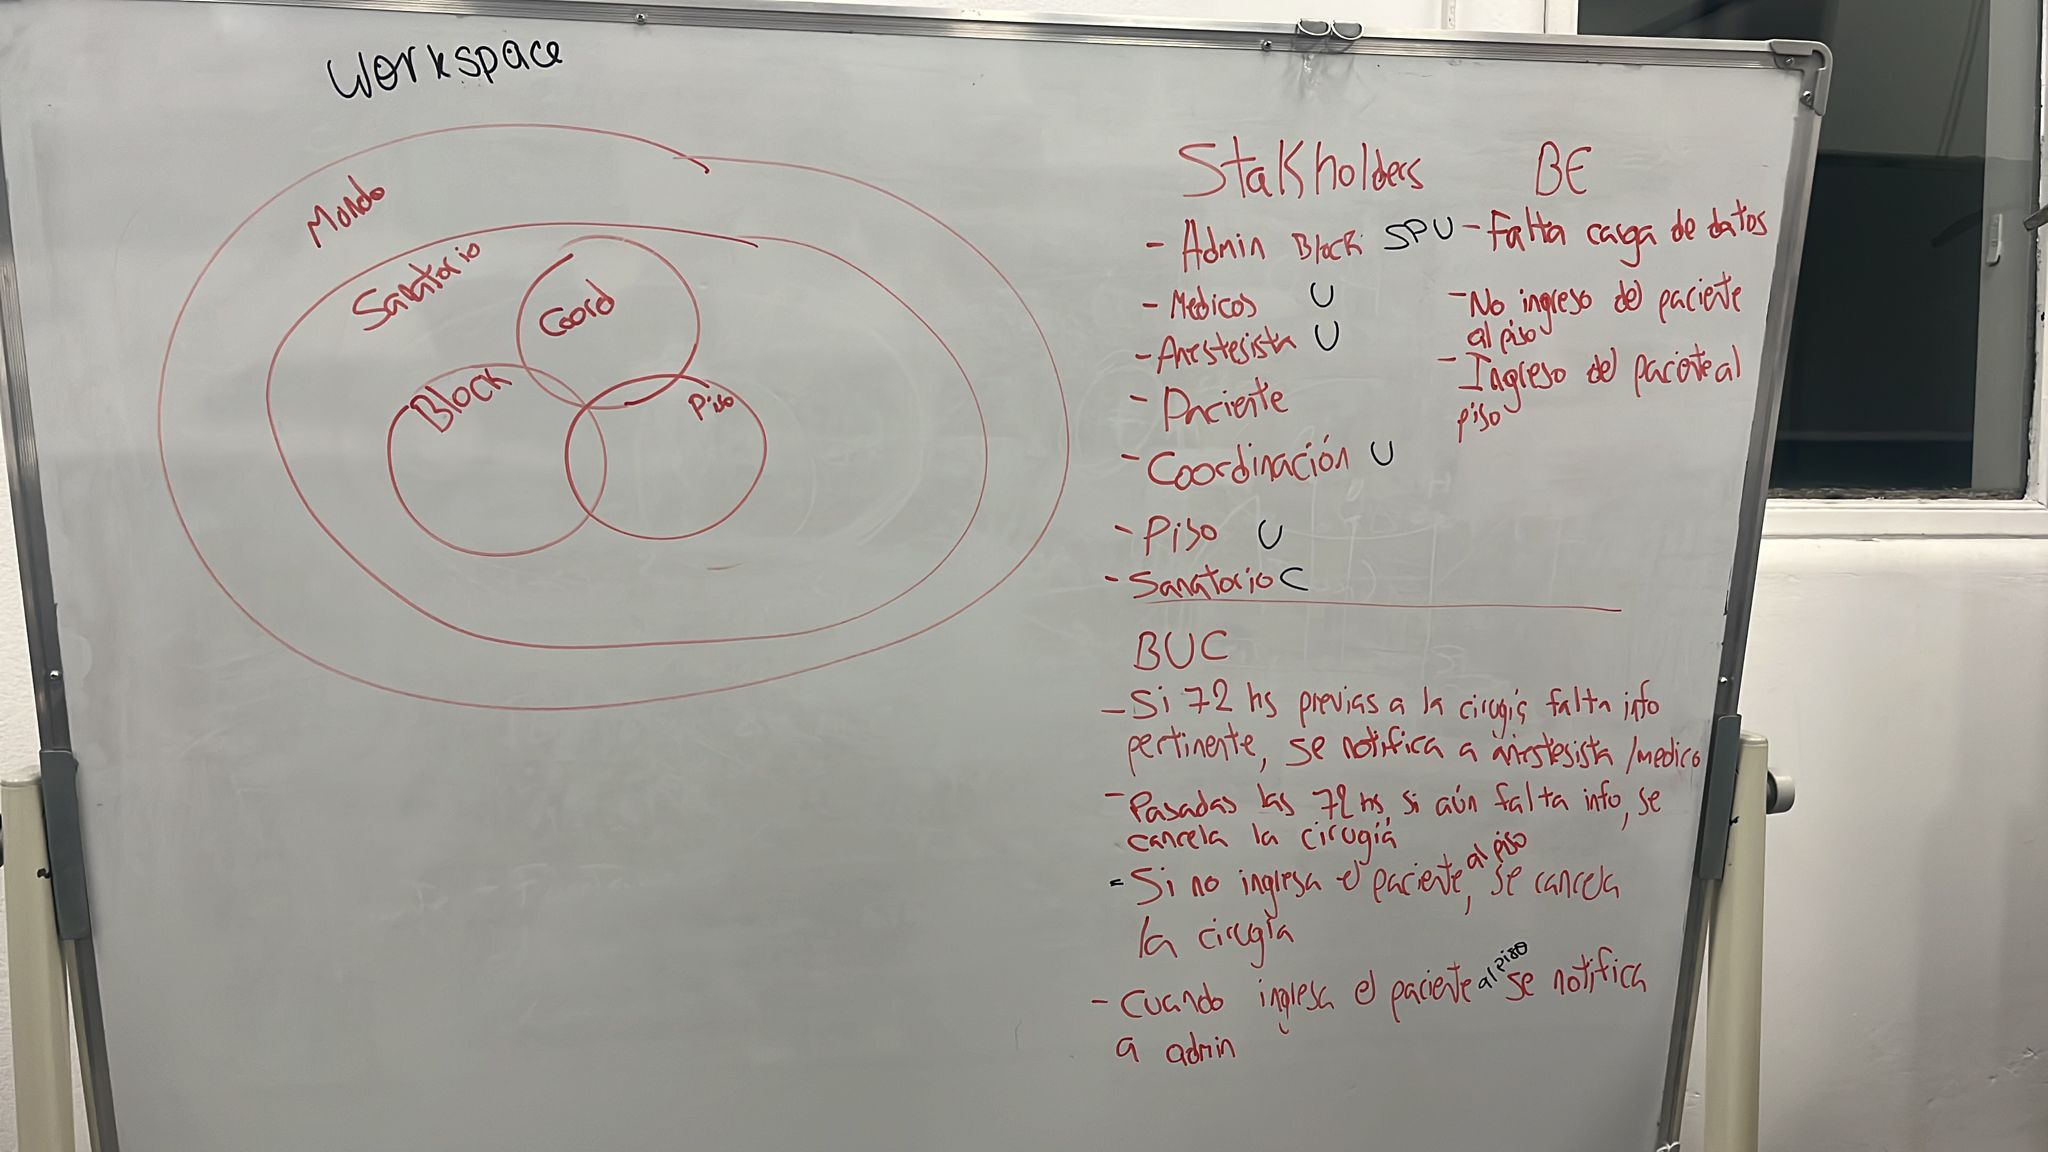 Workspace
Mondo
Sanatorio
Coord
Block
Piso
Stakholders
- Admin Block SPU
- Medicos U
- Anestesista U
- Paciente
- Coordinación U
- Piso U
- Sanatorio C
BE
- Falta carga de datos
- No ingreso del paciente
al piso
- Ingreso del paciente al
piso
BUC
- Si 72 hs previas a la cirugía falta info
pertinente, se notifica a anestesista / medico
- Pasadas las 72 hs, si aún falta info, se
cancela la cirugía
- Si no ingresa el paciente al piso, se cancela
la cirugía
- Cuando ingresa el paciente al piso se notifica
a admin